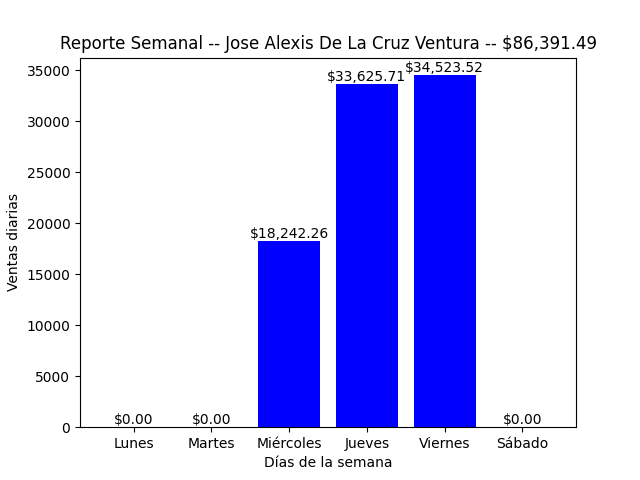 Reporte Semanal -- Jose Alexis De La Cruz Ventura -- $86,391.49
35000
30000
25000
20000
15000
10000
5000
0
Ventas diarias
$0.00
$0.00
$18,242.26
$33,625.71
$34,523.52
$0.00
Lunes
Martes
Miércoles
Jueves
Viernes
Sábado
Días de la semana